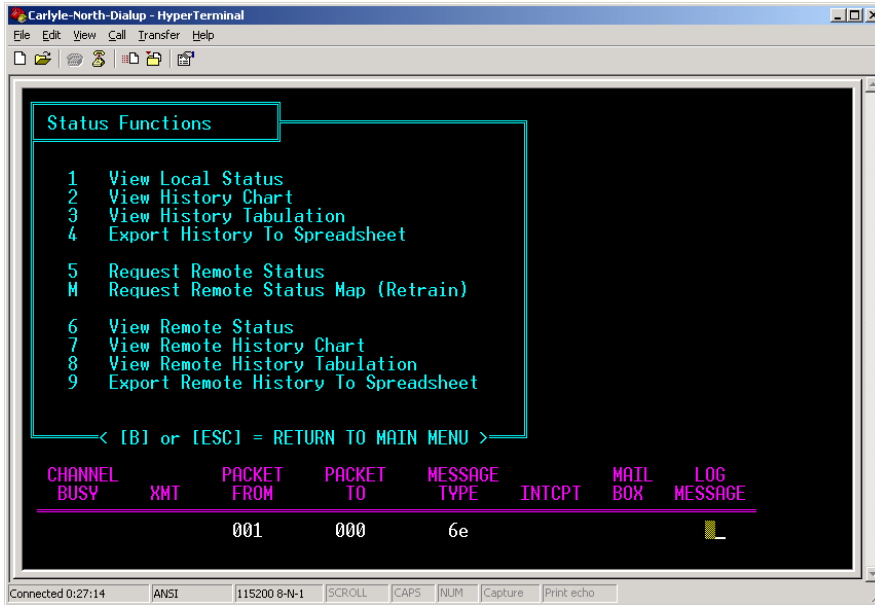 Carlyle-North-Dialup - HyperTerminal
File Edit View Call Transfer Help
Status Functions
1 View Local Status
2 View History Chart
3 View History Tabulation
4 Export History To Spreadsheet
5 Request Remote Status
M Request Remote Status Map (Retrain)
6 View Remote Status
7 View Remote History Chart
8 View Remote History Tabulation
9 Export Remote History To Spreadsheet
< [B] or [ESC] = RETURN TO MAIN MENU >
CHANNEL PACKET PACKET MESSAGE MAIL LOG
BUSY XMT FROM TO TYPE INTCPT BOX MESSAGE
001 000 6e _
Connected 0:27:14 ANSI 115200 8-N-1 SCROLL CAPS NUM Capture Print echo